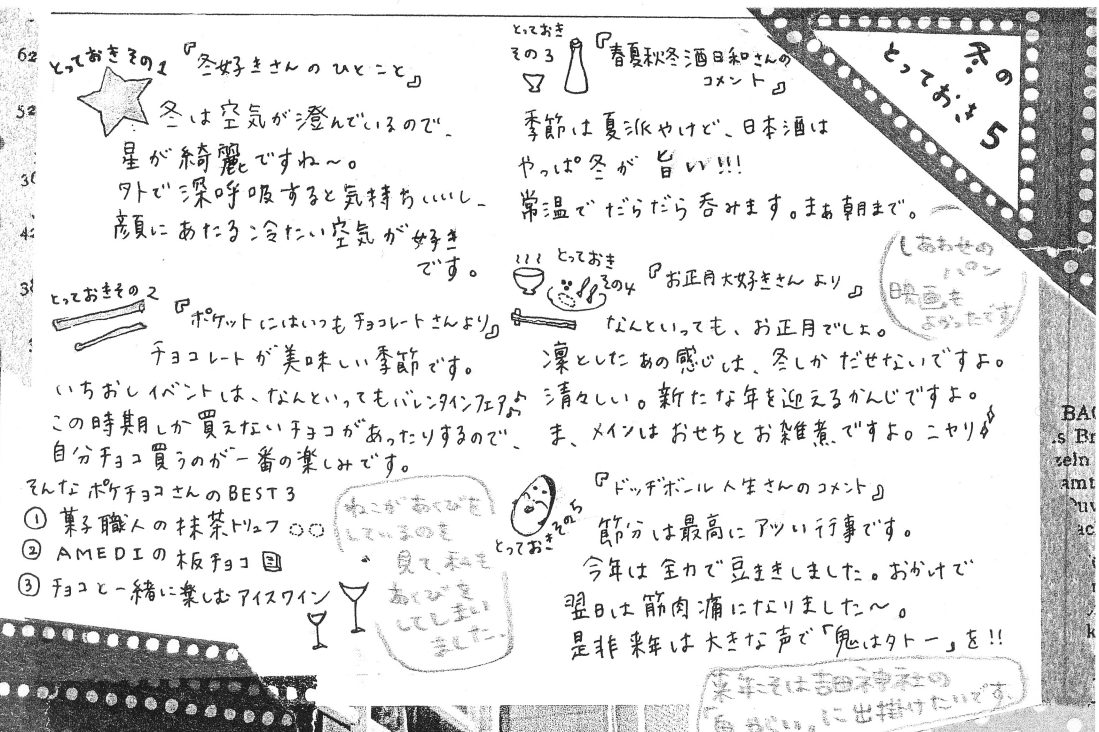 冬の
とっておき5
とっておきその1
『冬好きさんのひとこと』
冬は空気が澄んでいるので、
星が綺麗ですね〜。
外で深呼吸すると気持ちいいし、
顔にあたる冷たい空気が好き
です。
とっておきその2
『ポケットにはいつもチョコレートさんより』
チョコレートが美味しい季節です。
いちおしイベントは、なんといってもバレンタインフェア♪
この時期しか買えないチョコがあったりするので、
自分チョコ買うのが一番の楽しみです。
そんなポケチョコさんのBEST3
① 菓子職人の抹茶トリュフ
② AMEDIの板チョコ
③ チョコと一緒に楽しむアイスワイン
ねこがあくびを
しているのを
見て、私も
あくびを
してしまい
ました。
とっておき
その3
『春夏秋冬酒日和さんの
コメント』
季節は夏派やけど、日本酒は
やっぱ冬が旨い!!!
常温でだらだら呑みます。まぁ朝まで。
しあわせの
パン
映画も
よかったです
とっておき
その4
『お正月大好きさんより』
なんといっても、お正月でしょ。
凛としたあの感じは、冬しかだせないですよ。
清々しい。新たな年を迎えるかんじですよ。
ま、メインはおせちとお雑煮ですよ。ニヤリ
とっておきその5
『ドッヂボール人生さんのコメント』
節分は最高にアツい行事です。
今年は全力で豆まきしました。おかげで
翌日は筋肉痛になりました〜。
是非来年は大きな声で「鬼は外ー」を!!
来年こそは吉田神社の
に出掛けたいです、
62
52
42
BAC
.s Br
zeln
amt